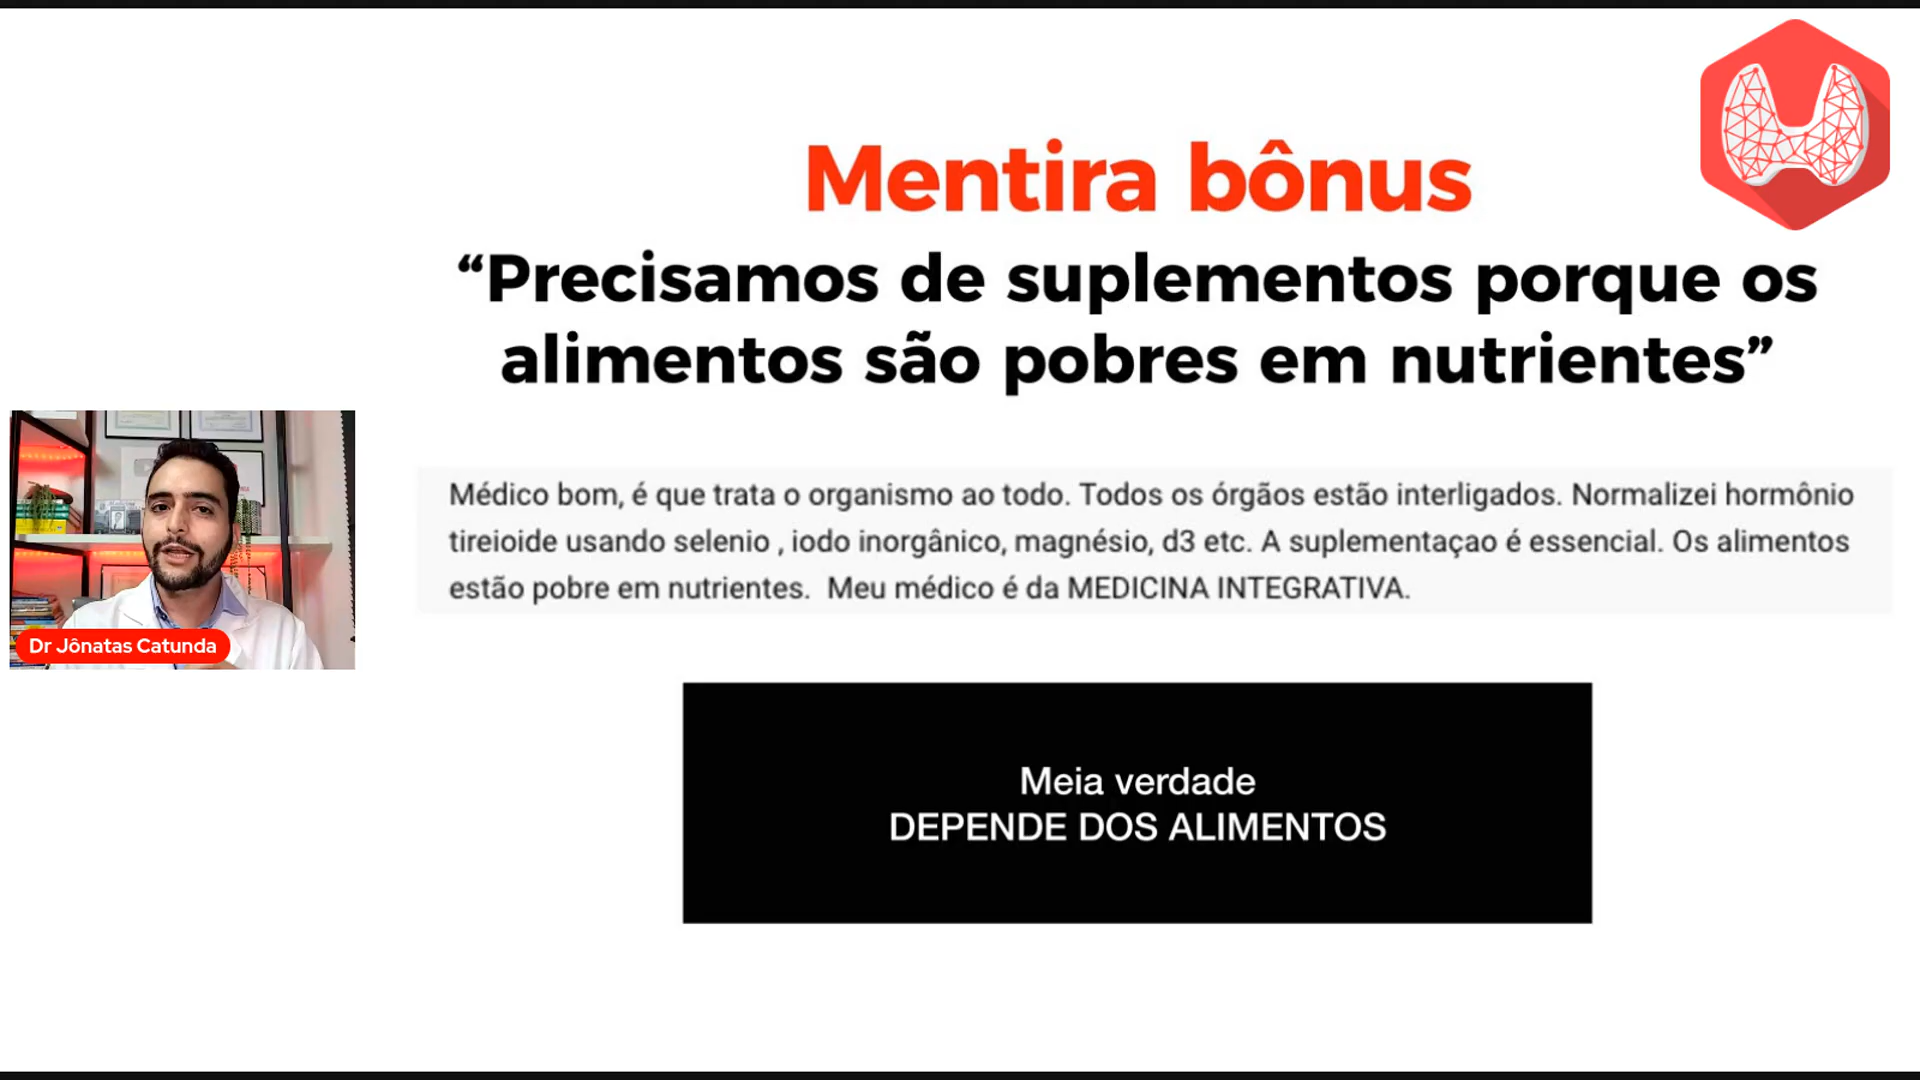 Mentira bônus
“Precisamos de suplementos porque os
alimentos são pobres em nutrientes”
Médico bom, é que trata o organismo ao todo. Todos os órgãos estão interligados. Normalizei hormônio
tireioide usando selenio , iodo inorgânico, magnésio, d3 etc. A suplementaçao é essencial. Os alimentos
estão pobre em nutrientes.  Meu médico é da MEDICINA INTEGRATIVA.
Dr Jônatas Catunda
Meia verdade
DEPENDE DOS ALIMENTOS